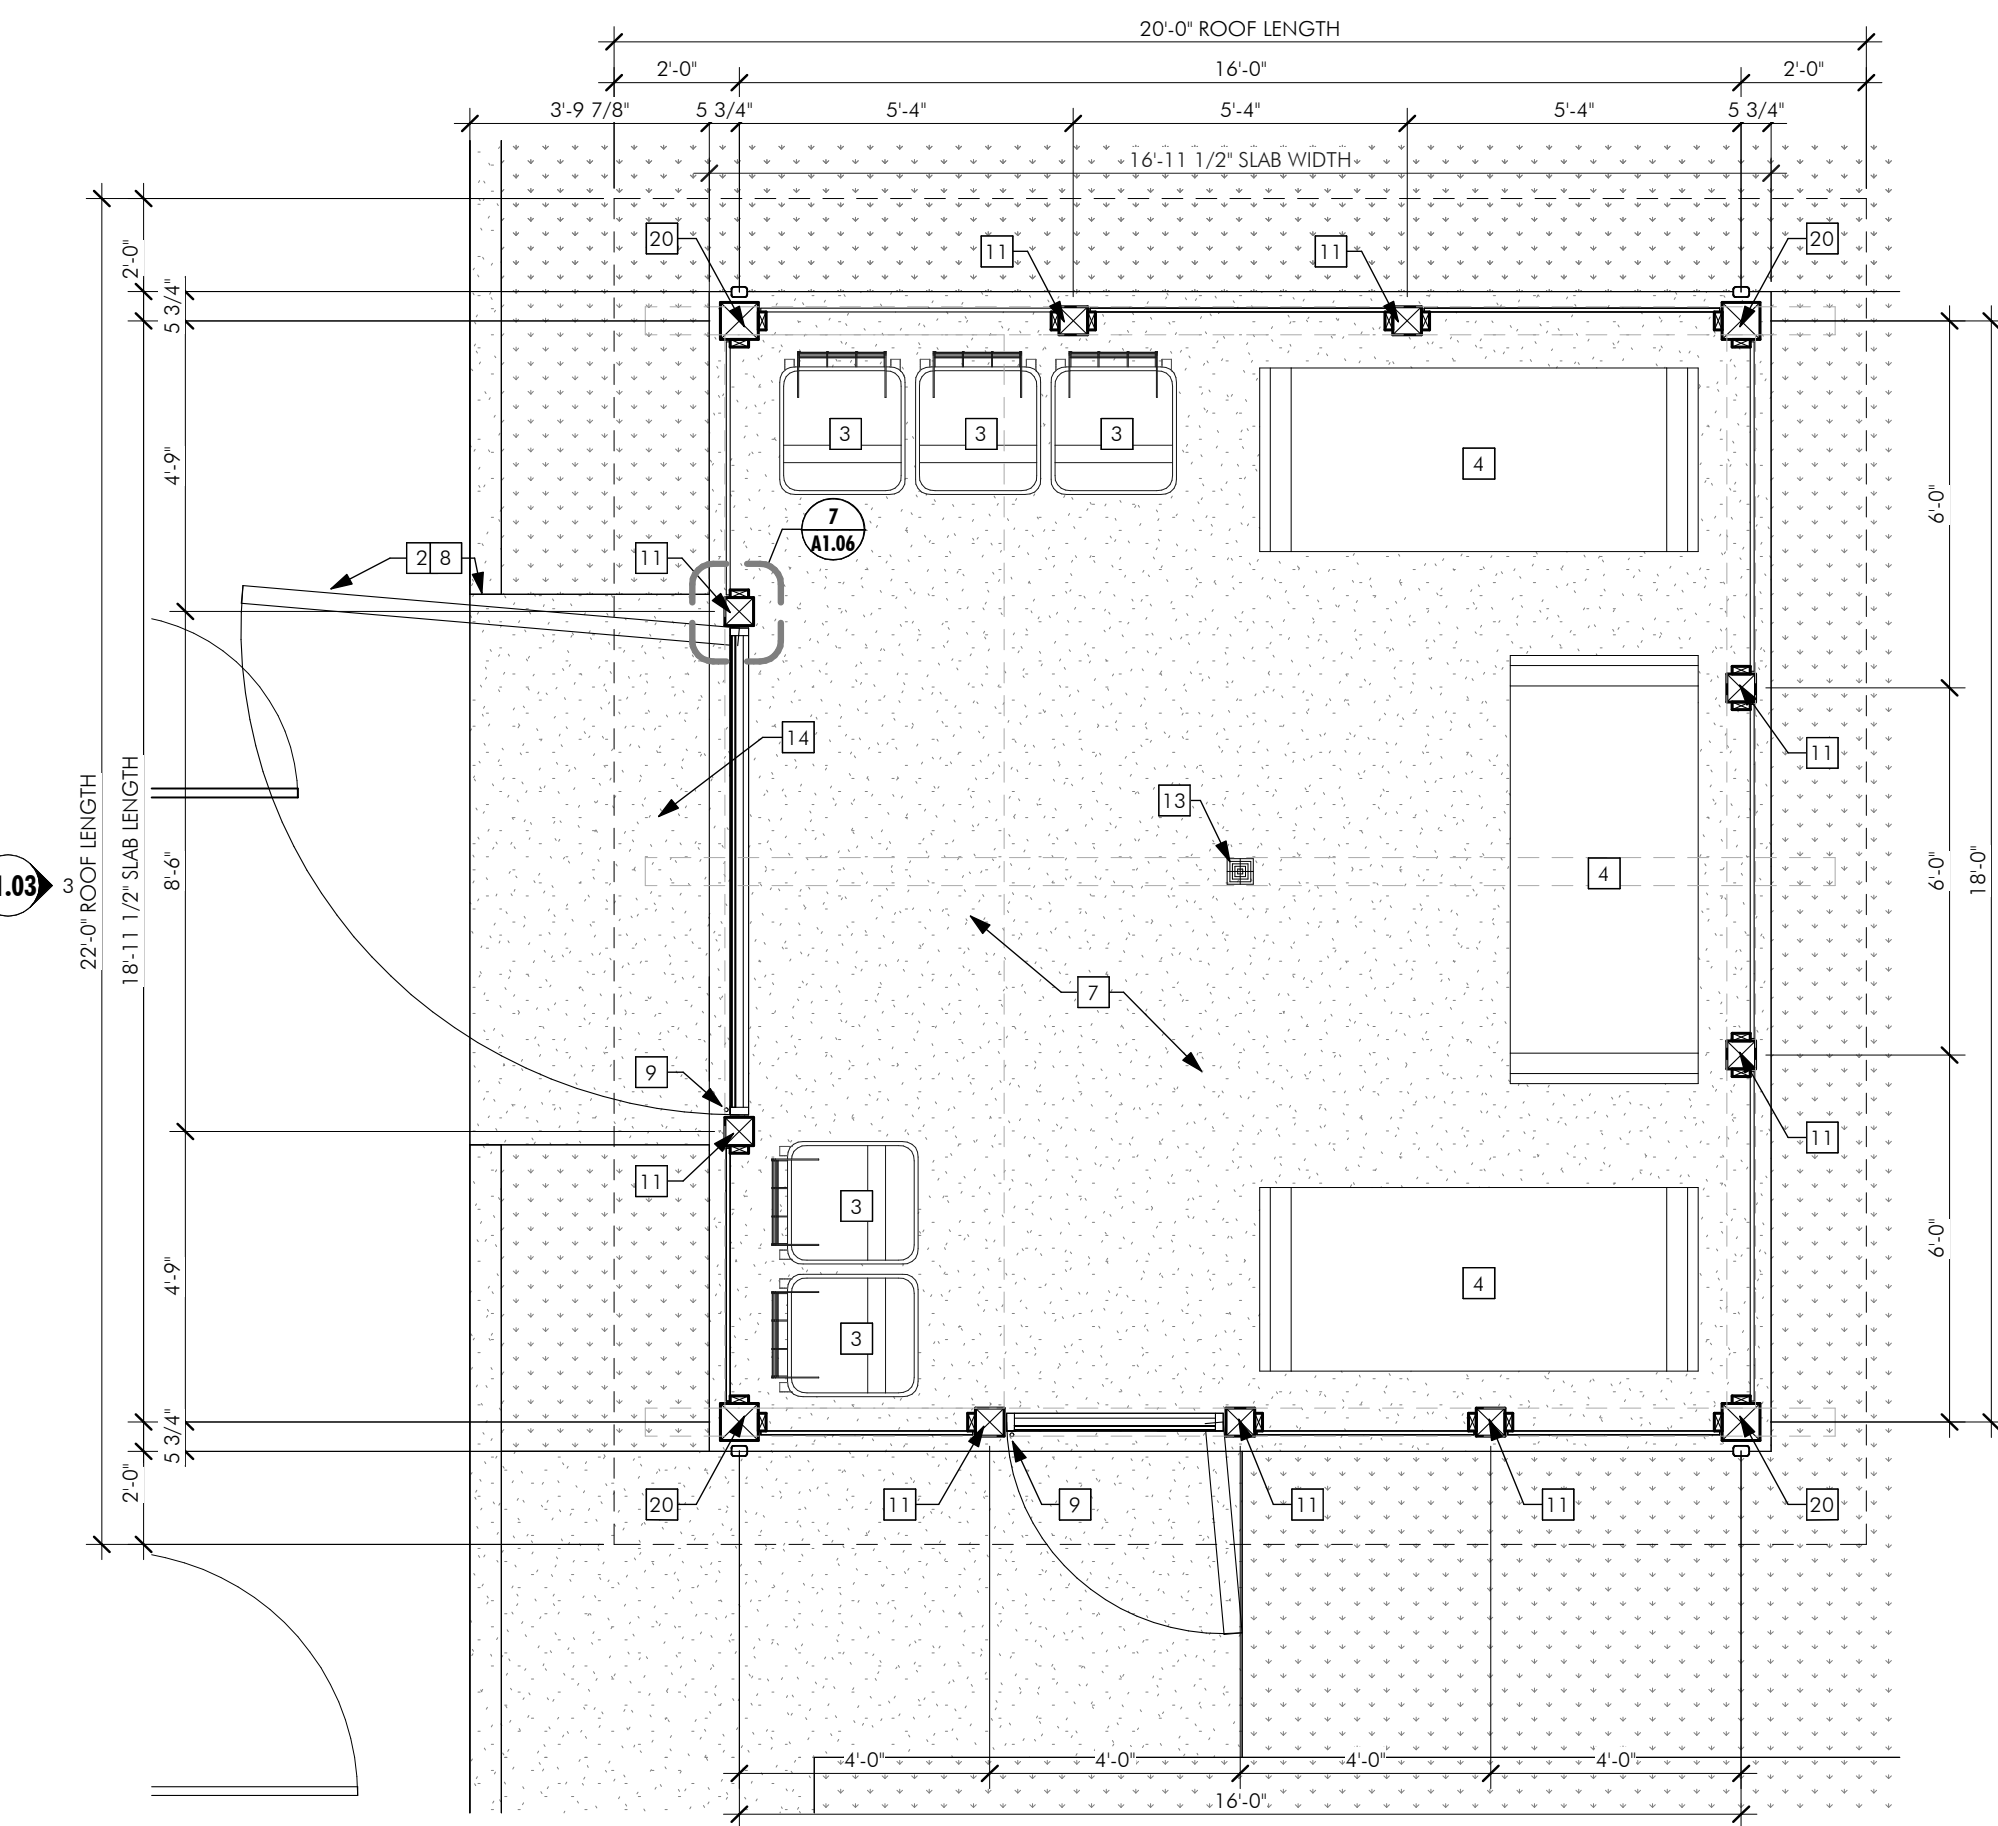 20'-0" ROOF LENGTH
2'-0" 16'-0" 2'-0"
3'-9 7/8" 5 3/4" 5'-4" 5'-4" 5'-4" 5 3/4"
16'-11 1/2" SLAB WIDTH
20 11 11 20
2'-0"
5 3/4"
4'-9"
3 3 3
4
6'-0"
7
A1.06
2 8
11
14
11
13
22'-0" ROOF LENGTH
18'-11 1/2" SLAB LENGTH
8'-6"
.03 3
4
6'-0"
18'-0"
7
9
11
11
3
4'-9"
6'-0"
4
3
5 3/4"
2'-0"
20 11 9 11 11 20
4'-0" 4'-0" 4'-0" 4'-0"
16'-0"